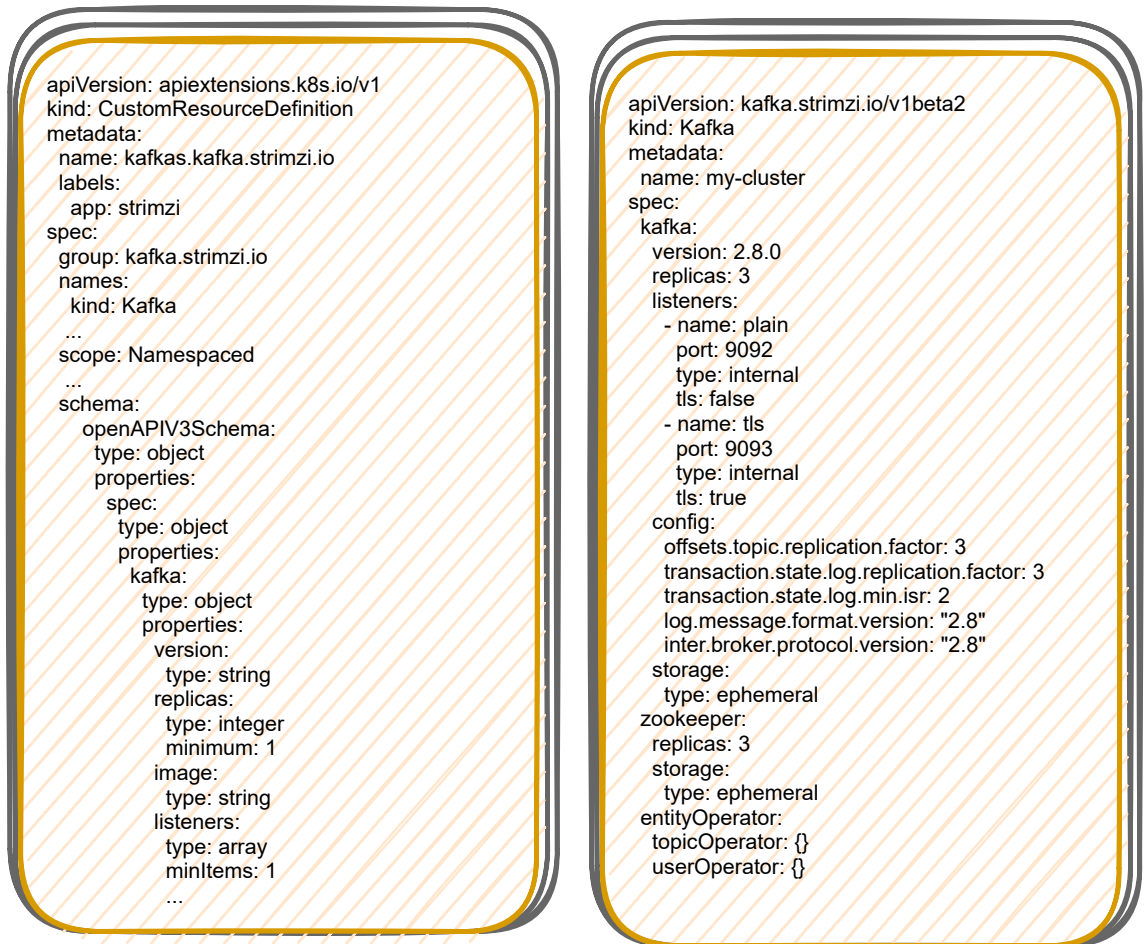 apiVersion: apiextensions.k8s.io/v1
kind: CustomResourceDefinition
metadata:
  name: kafkas.kafka.strimzi.io
  labels:
    app: strimzi
spec:
  group: kafka.strimzi.io
  names:
    kind: Kafka
   ...
  scope: Namespaced
   ...
  schema:
      openAPIV3Schema:
        type: object
        properties:
          spec:
            type: object
            properties:
              kafka:
                type: object
                properties:
                  version:
                    type: string
                  replicas:
                    type: integer
                    minimum: 1
                  image:
                    type: string
                  listeners:
                    type: array
                    minItems: 1
                    ...
apiVersion: kafka.strimzi.io/v1beta2
kind: Kafka
metadata:
  name: my-cluster
spec:
  kafka:
    version: 2.8.0
    replicas: 3
    listeners:
      - name: plain
        port: 9092
        type: internal
        tls: false
      - name: tls
        port: 9093
        type: internal
        tls: true
    config:
      offsets.topic.replication.factor: 3
      transaction.state.log.replication.factor: 3
      transaction.state.log.min.isr: 2
      log.message.format.version: "2.8"
      inter.broker.protocol.version: "2.8"
    storage:
      type: ephemeral
  zookeeper:
    replicas: 3
    storage:
      type: ephemeral
  entityOperator:
    topicOperator: {}
    userOperator: {}